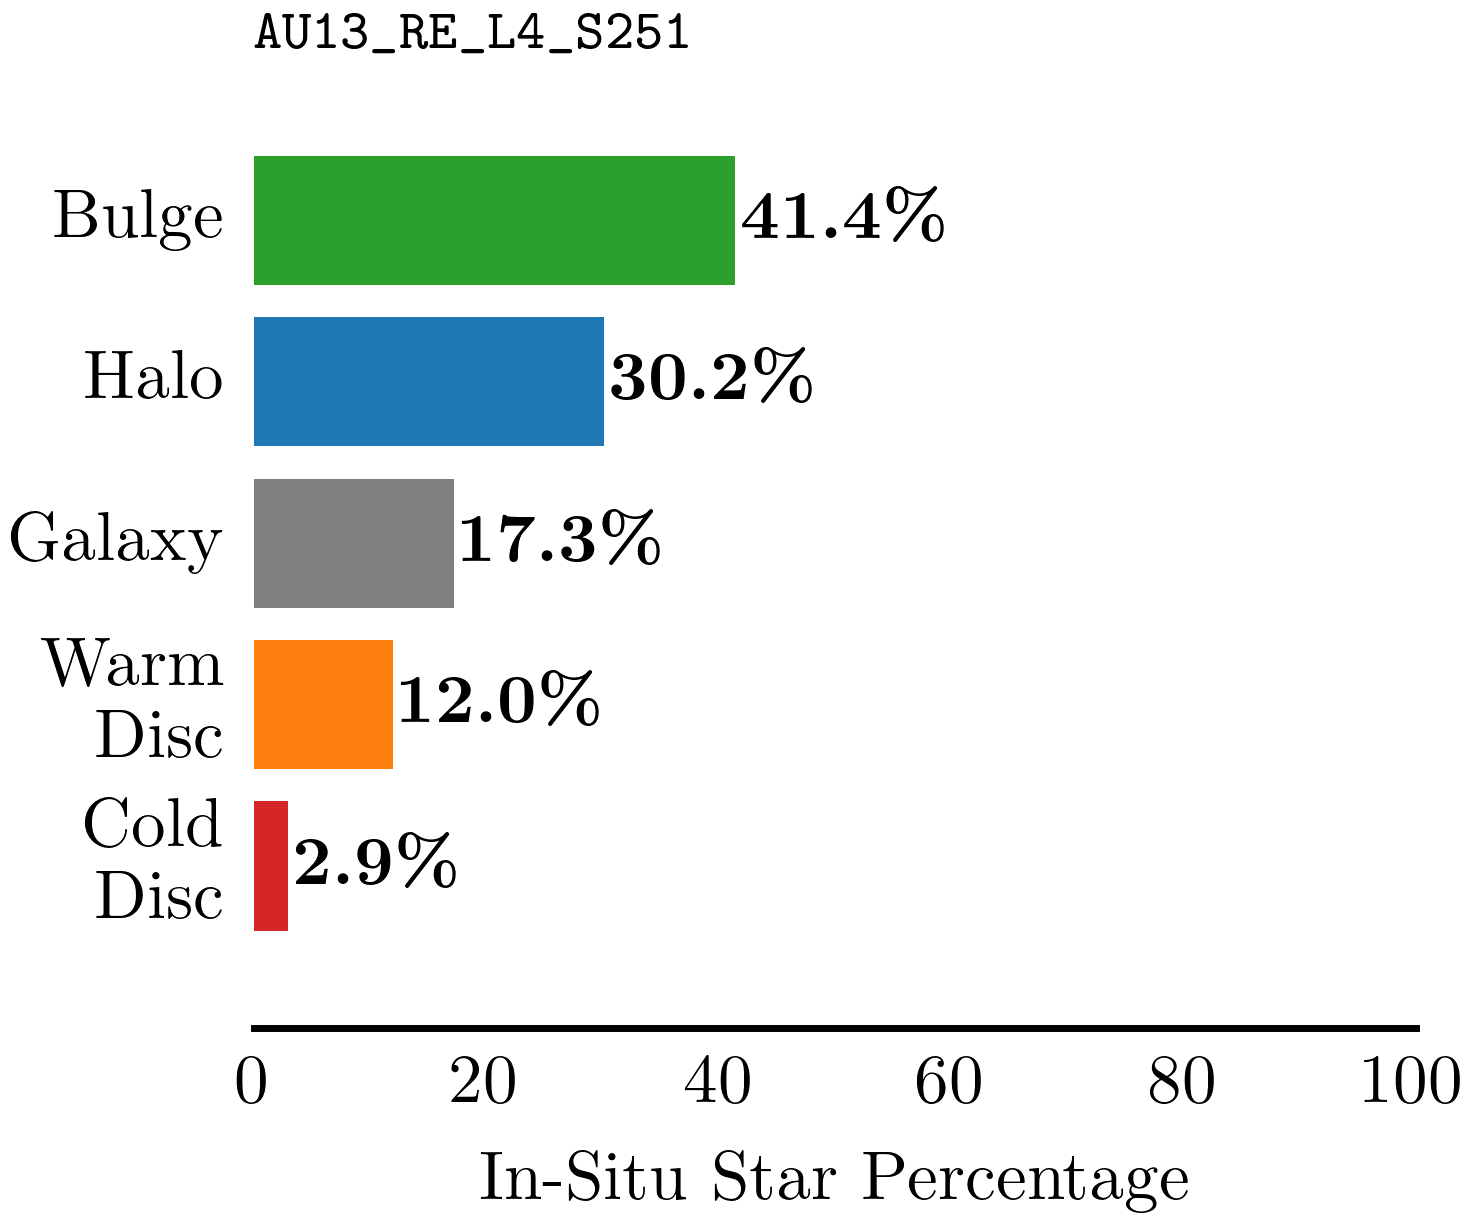 AU13_RE_L4_S251
Bulge
41.4%
Halo
30.2%
Galaxy
17.3%
Warm
Disc
12.0%
Cold
Disc
2.9%
0 20 40 60 80 100
In-Situ Star Percentage